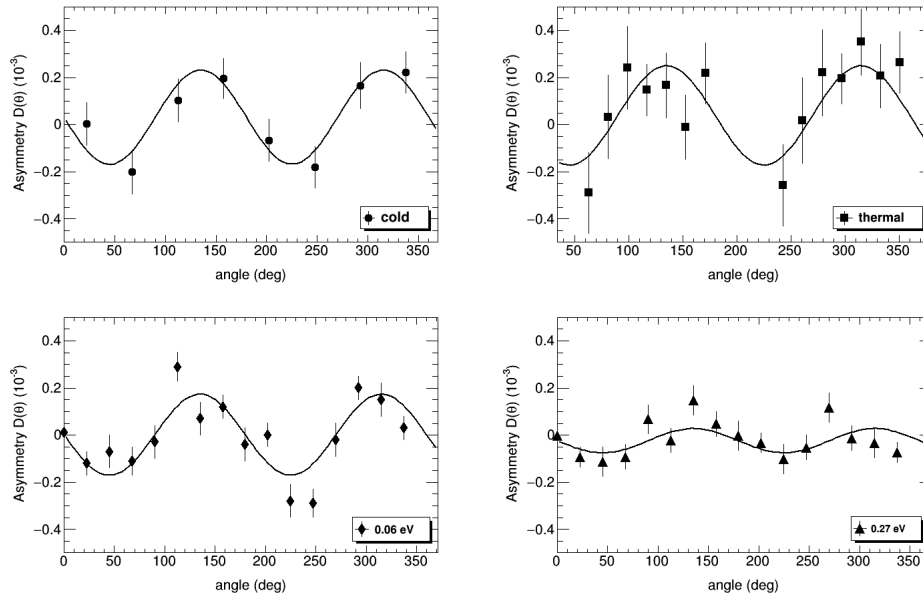 Asymmetry D(θ) (10⁻³)
0.4
0.2
0
−0.2
−0.4
cold
0 50 100 150 200 250 300 350
angle (deg)
Asymmetry D(θ) (10⁻³)
0.4
0.2
0
−0.2
−0.4
thermal
50 100 150 200 250 300 350
angle (deg)
Asymmetry D(θ) (10⁻³)
0.4
0.2
0
−0.2
−0.4
0.06 eV
0 50 100 150 200 250 300 350
angle (deg)
Asymmetry D(θ) (10⁻³)
0.4
0.2
0
−0.2
−0.4
0.27 eV
0 50 100 150 200 250 300 350
angle (deg)